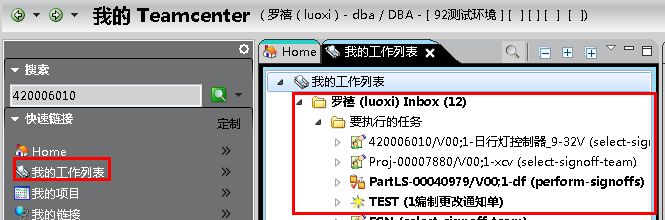 我的 Teamcenter ( 罗禧 ( luoxi ) - dba / DBA - [ 92测试环境 ] [ ] [ ] [ ] [ ] )
搜索
420006010
快速链接 定制
Home
我的工作列表
我的项目
我的链接
Home 我的工作列表
我的工作列表
罗禧 (luoxi) Inbox (12)
要执行的任务
420006010/V00;1-日行灯控制器_9-32V (select-sign
Proj-00007880/V00;1-xcv (select-signoff-team)
PartLS-00040979/V00;1-df (perform-signoffs)
TEST (1编制更改通知单)